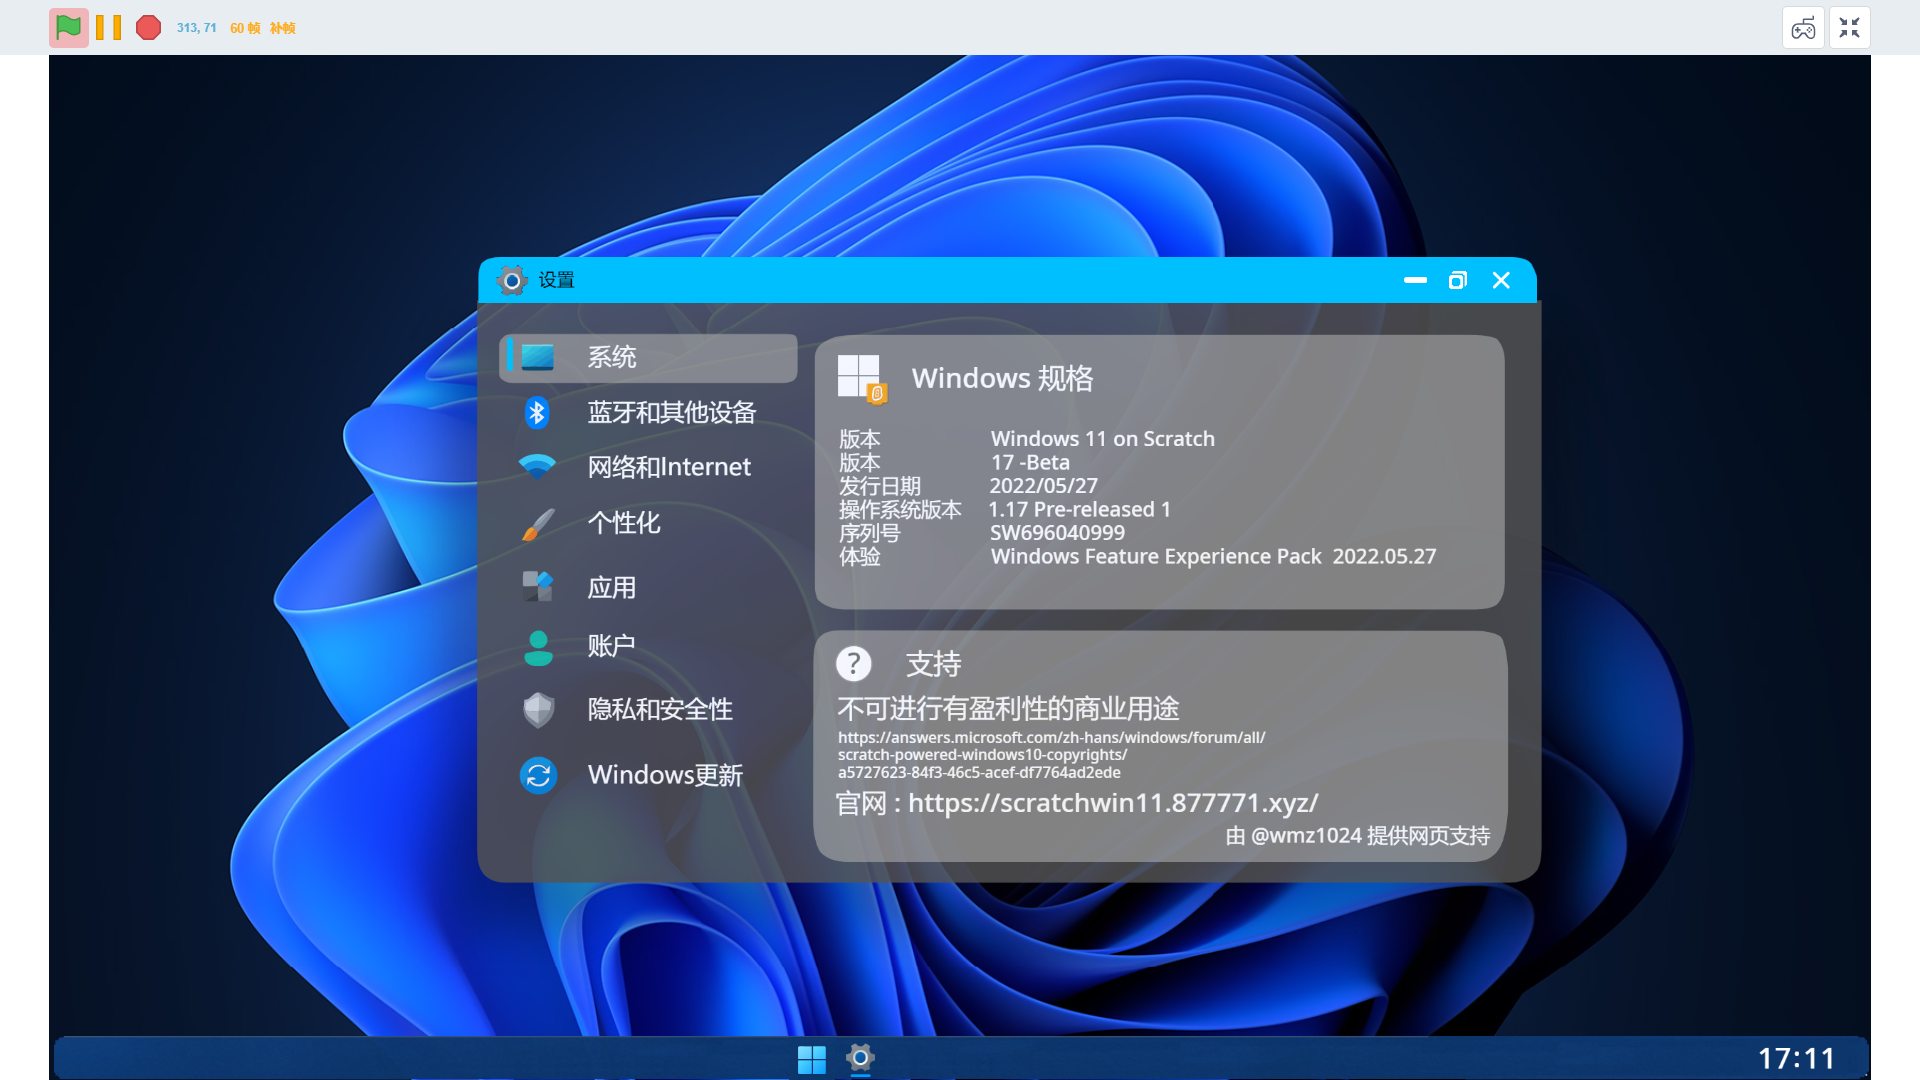 313, 71 60 帧 补帧
设置
系统
蓝牙和其他设备
网络和Internet
个性化
应用
账户
隐私和安全性
Windows更新
Windows 规格
版本 Windows 11 on Scratch
版本 17 -Beta
发行日期 2022/05/27
操作系统版本 1.17 Pre-released 1
序列号 SW696040999
体验 Windows Feature Experience Pack 2022.05.27
支持
不可进行有盈利性的商业用途
https://answers.microsoft.com/zh-hans/windows/forum/all/
scratch-powered-windows10-copyrights/
a5727623-84f3-46c5-acef-df7764ad2ede
官网 : https://scratchwin11.877771.xyz/
由 @wmz1024 提供网页支持
17:11